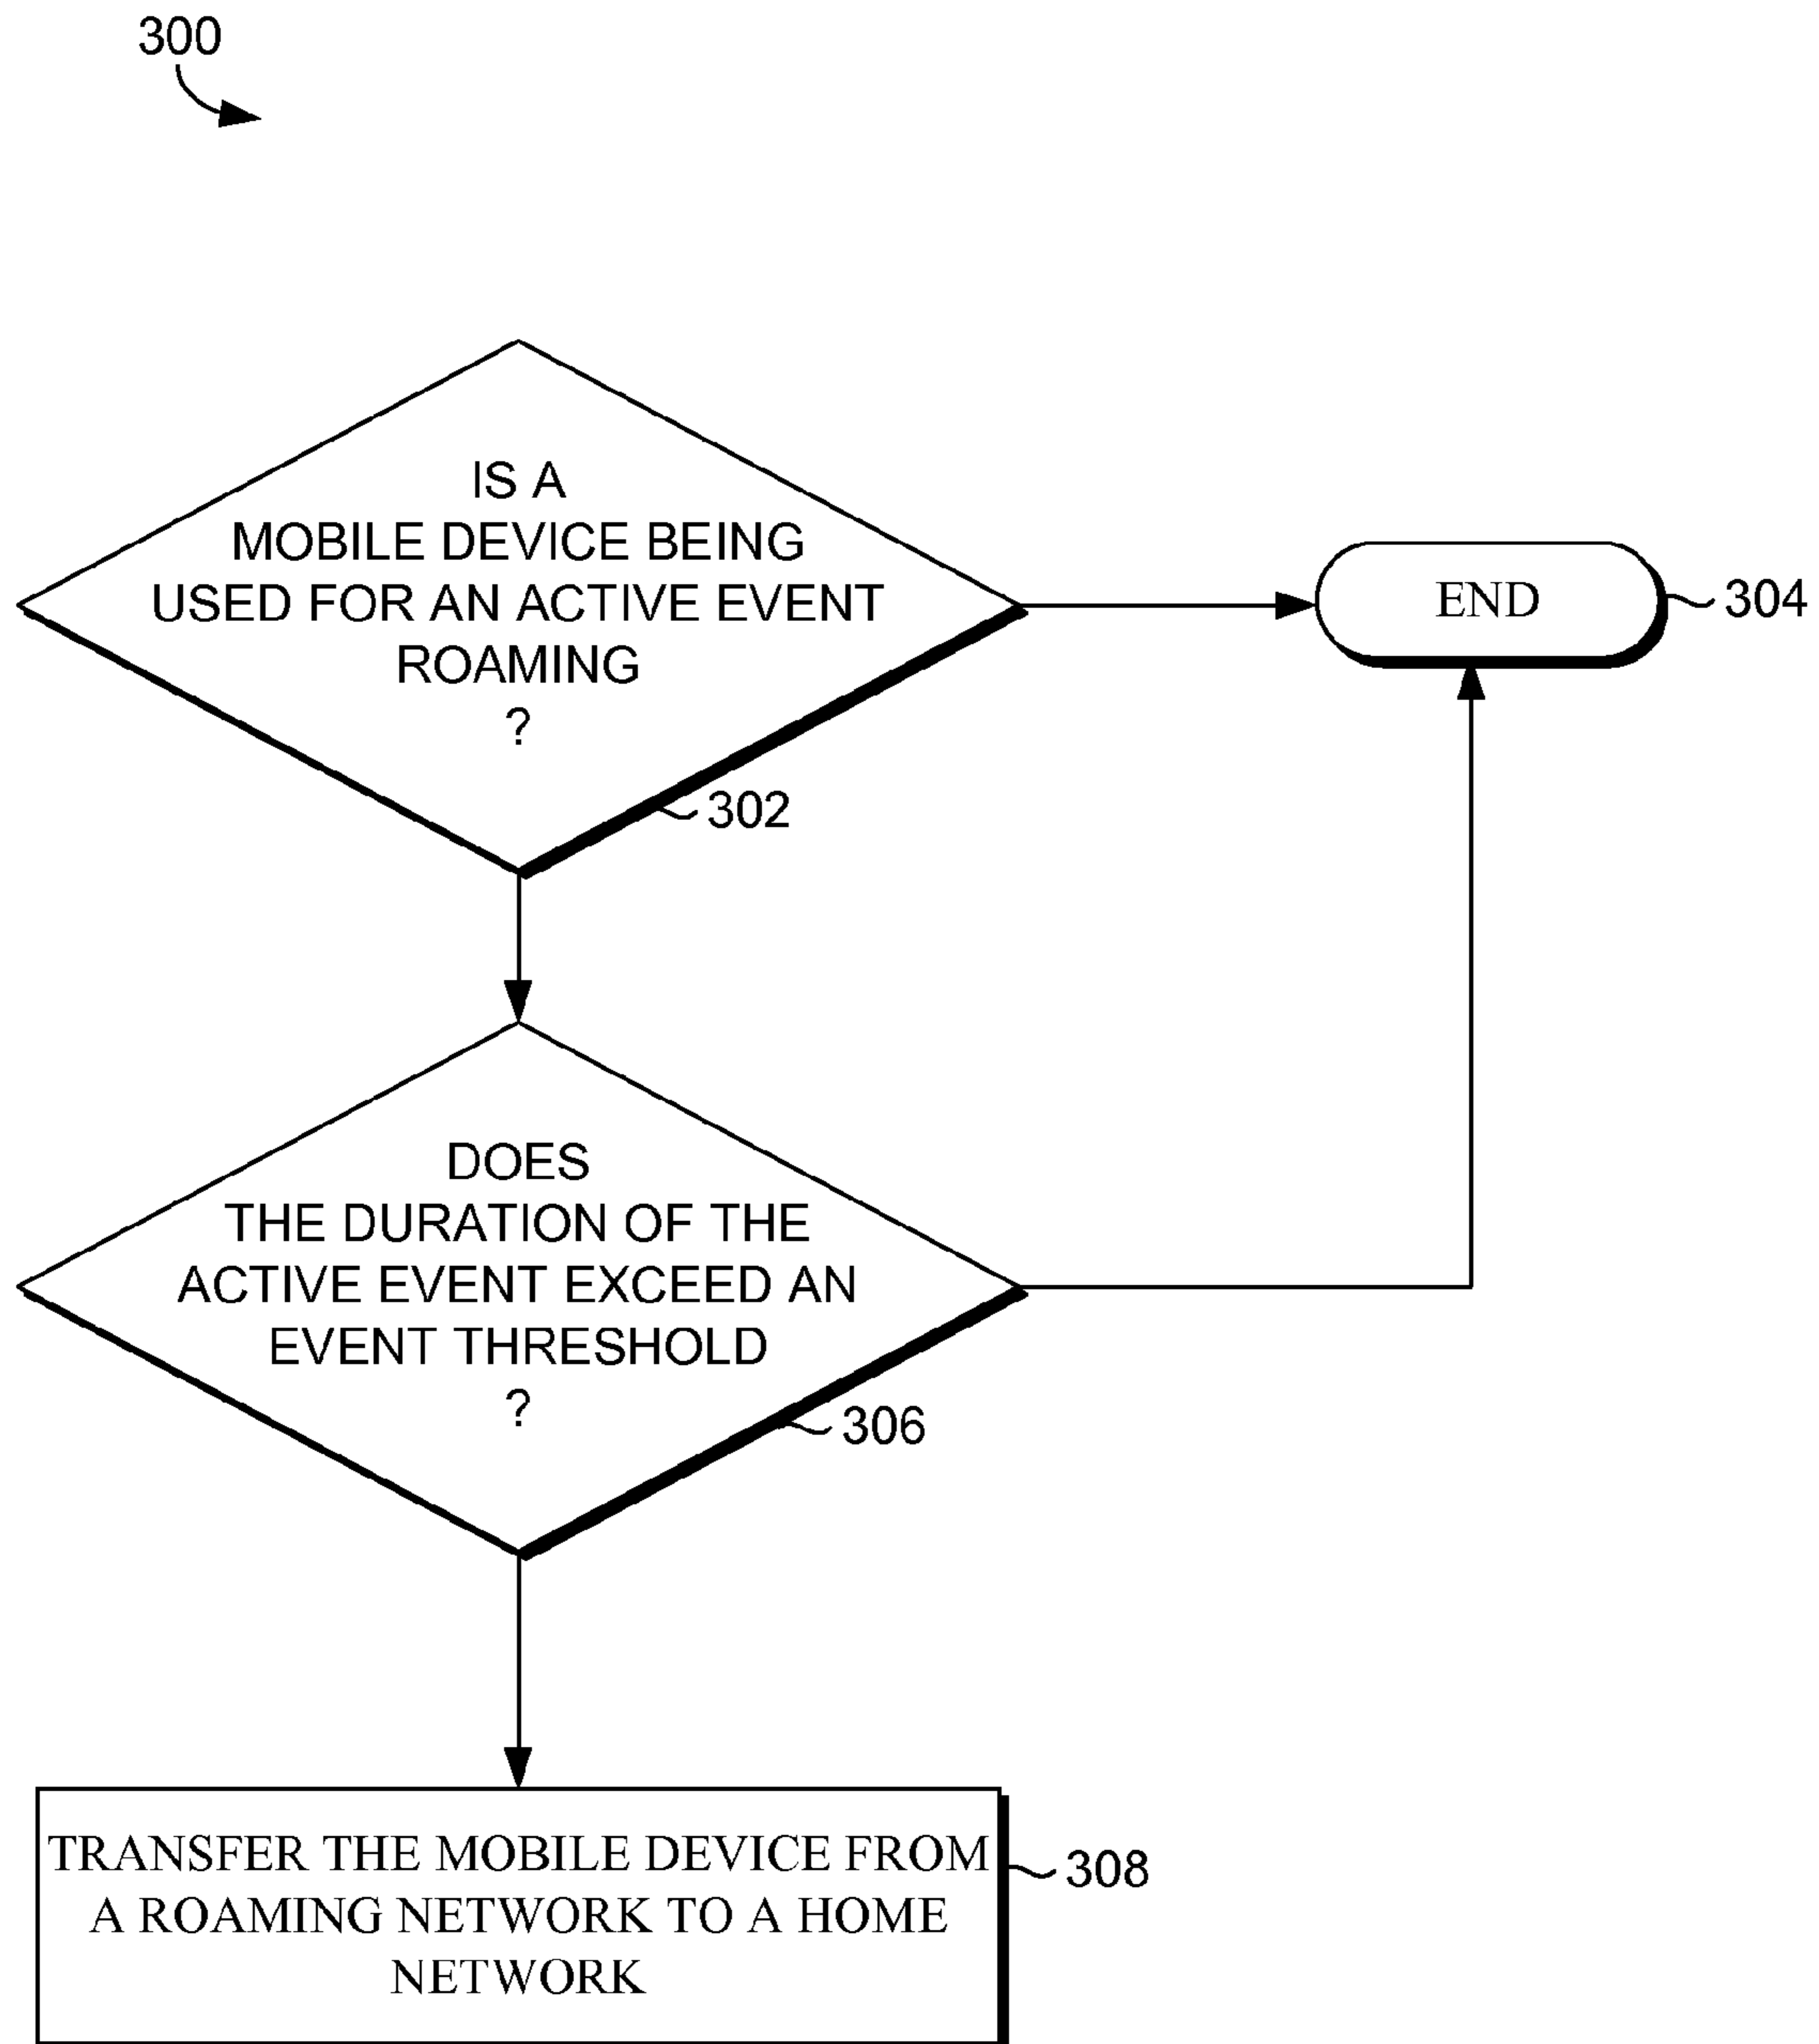 300
IS A
MOBILE DEVICE BEING
USED FOR AN ACTIVE EVENT
ROAMING
?
302
END
304
DOES
THE DURATION OF THE
ACTIVE EVENT EXCEED AN
EVENT THRESHOLD
?
306
TRANSFER THE MOBILE DEVICE FROM
A ROAMING NETWORK TO A HOME
NETWORK
308